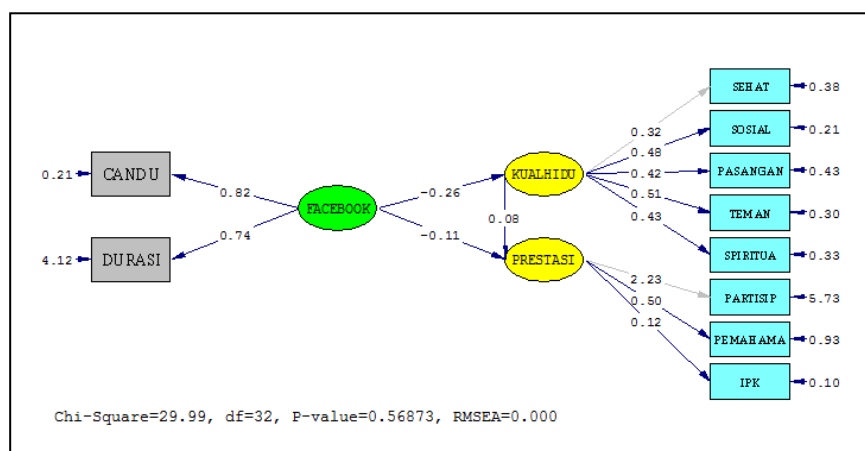 SEHAT
0.38
0.32
SOSIAL
0.21
0.48
0.21
CANDU
KUALHIDU
0.42
PASANGAN
0.43
0.82
-0.26
0.51
FACEBOOK
TEMAN
0.30
0.43
0.08
0.74
-0.11
SPIRITUA
0.33
4.12
DURASI
PRESTASI
2.23
PARTISIP
5.73
0.50
0.12
PEMAHAMA
0.93
IPK
0.10
Chi-Square=29.99, df=32, P-value=0.56873, RMSEA=0.000